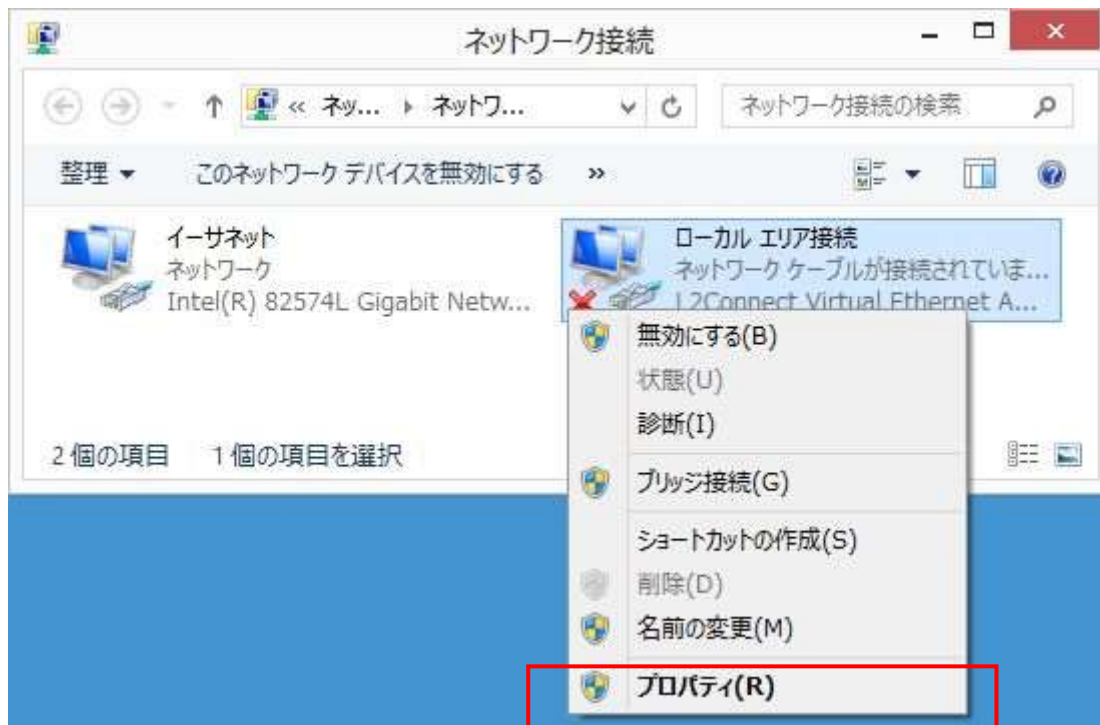 ネットワーク接続
« ネッ... ネットワ...
ネットワーク接続の検索
整理 このネットワーク デバイスを無効にする »
イーサネット
ネットワーク
Intel(R) 82574L Gigabit Netw...
ローカル エリア接続
ネットワーク ケーブルが接続されていま...
L2Connect Virtual Ethernet A...
無効にする(B)
状態(U)
診断(I)
ブリッジ接続(G)
ショートカットの作成(S)
削除(D)
名前の変更(M)
プロパティ(R)
2 個の項目 1 個の項目を選択